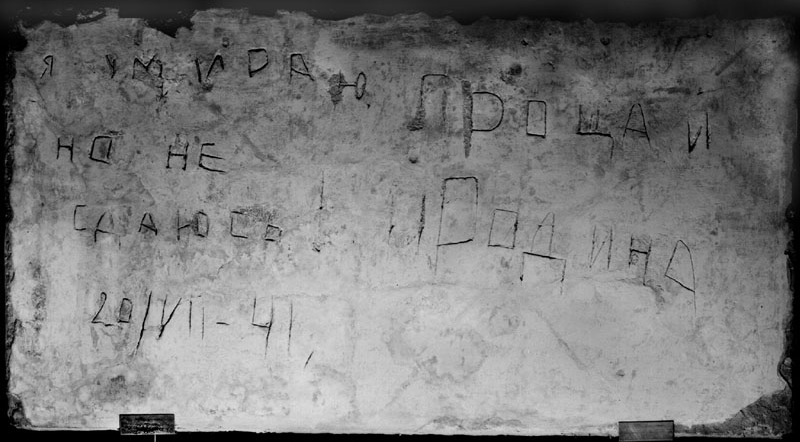 Я УМИРАЮ, ПРОЩАЙ
НО НЕ
СДАЮСЬ! РОДИНА
20/VII-41,